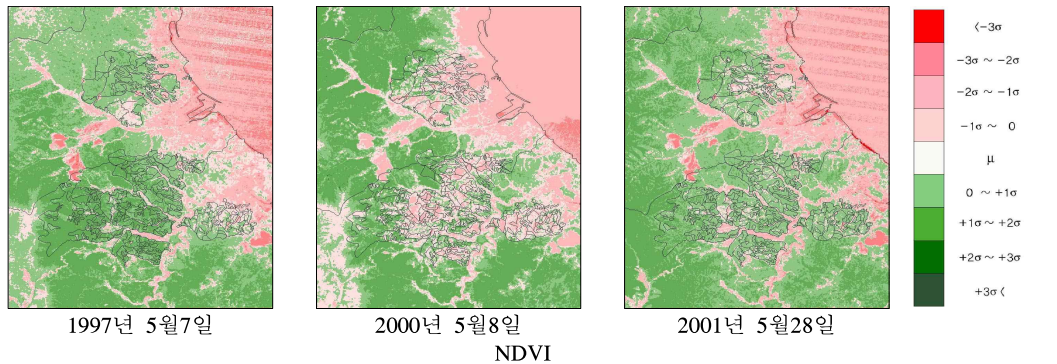 〈-3σ
-3σ ~ -2σ
-2σ ~ -1σ
-1σ ~ 0
μ
0 ~ +1σ
+1σ ~ +2σ
+2σ ~ +3σ
+3σ〈
1997년 5월7일
2000년 5월8일
2001년 5월28일
NDVI